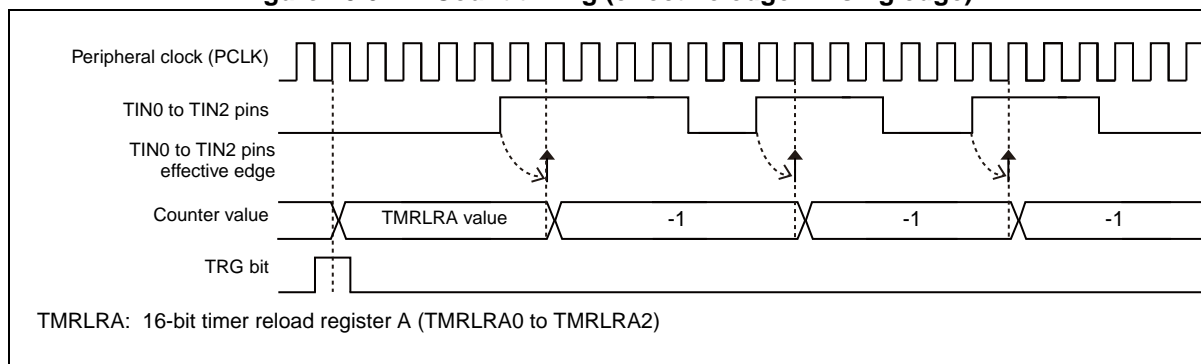 Peripheral clock (PCLK)
TIN0 to TIN2 pins
TIN0 to TIN2 pins
effective edge
Counter value
TMRLRA value
-1
-1
-1
TRG bit
TMRLRA: 16-bit timer reload register A (TMRLRA0 to TMRLRA2)